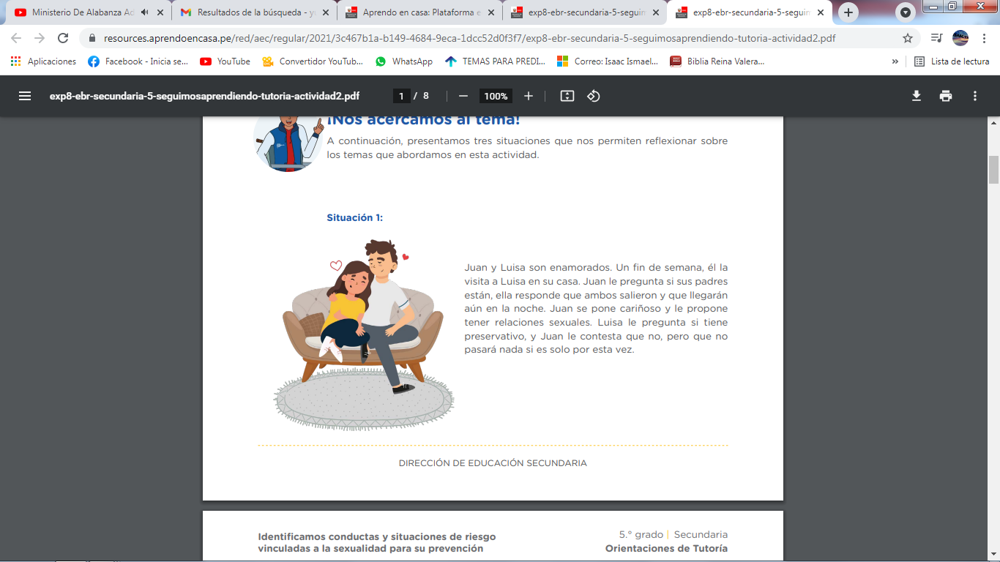 Ministerio De Alabanza Ad
Resultados de la búsqueda - y
Aprendo en casa: Plataforma e
exp8-ebr-secundaria-5-seguim
exp8-ebr-secundaria-5-seguim
resources.aprendoencasa.pe/red/aec/regular/2021/3c467b1a-b149-4684-9eca-1dcc52d0f3f7/exp8-ebr-secundaria-5-seguimosaprendiendo-tutoria-actividad2.pdf
Aplicaciones
Facebook - Inicia se...
YouTube
Convertidor YouTub...
WhatsApp
TEMAS PARA PREDI...
Correo: Isaac Ismael...
Biblia Reina Valera...
»
Lista de lectura
exp8-ebr-secundaria-5-seguimosaprendiendo-tutoria-actividad2.pdf
1 / 8
100%
¡Nos acercamos al tema!
A continuación, presentamos tres situaciones que nos permiten reflexionar sobre
los temas que abordamos en esta actividad.
Situación 1:
Juan y Luisa son enamorados. Un fin de semana, él la
visita a Luisa en su casa. Juan le pregunta si sus padres
están, ella responde que ambos salieron y que llegarán
aún en la noche. Juan se pone cariñoso y le propone
tener relaciones sexuales. Luisa le pregunta si tiene
preservativo, y Juan le contesta que no, pero que no
pasará nada si es solo por esta vez.
DIRECCIÓN DE EDUCACIÓN SECUNDARIA
Identificamos conductas y situaciones de riesgo
vinculadas a la sexualidad para su prevención
5.° grado | Secundaria
Orientaciones de Tutoría